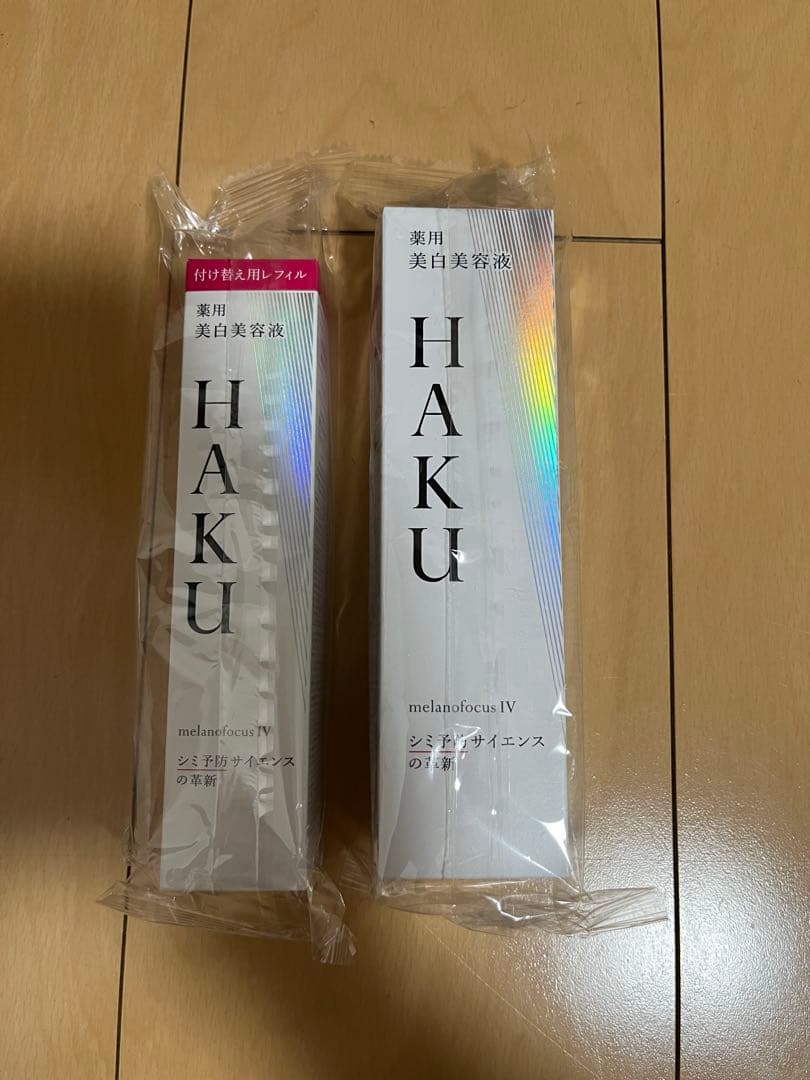 付け替え用レフィル
薬用
美白美容液
HAKU
melanofocus IV
シミ予防サイエンス
の革新
薬用
美白美容液
HAKU
melanofocus IV
シミ予防サイエンス
の革新